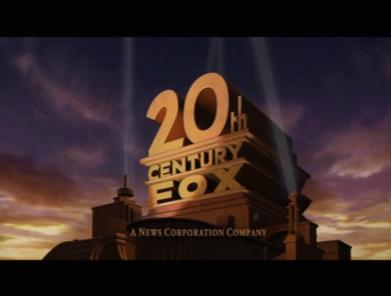 20th
CENTURY
FOX
A NEWS CORPORATION COMPANY